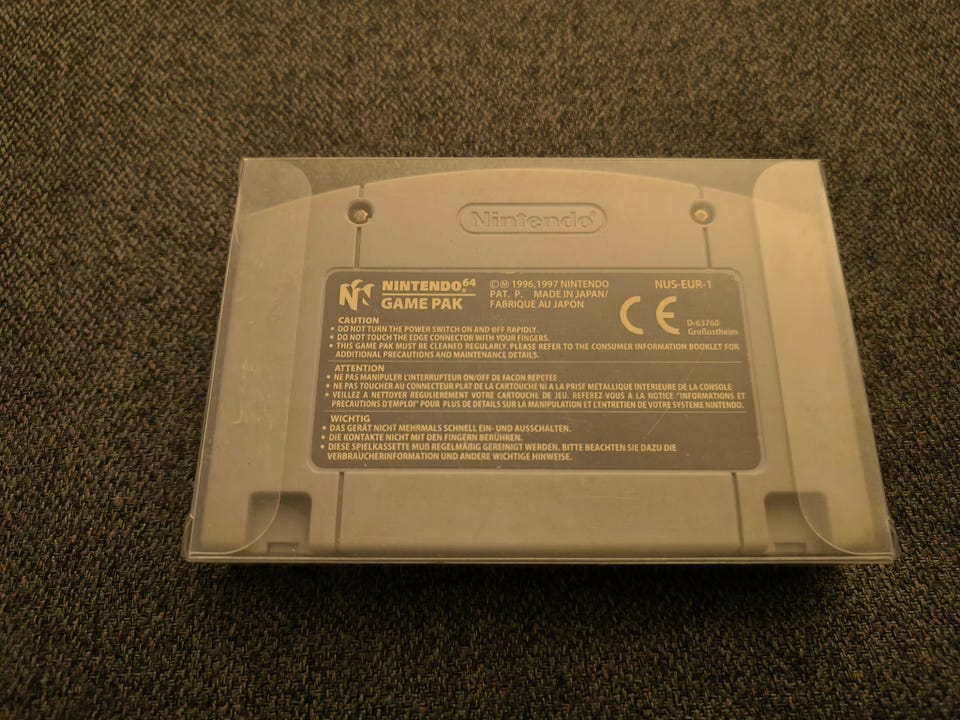 Nintendo®
NINTENDO64
GAME PAK
©Ⓜ 1996,1997 NINTENDO
PAT. P. MADE IN JAPAN/
FABRIQUE AU JAPON
NUS-EUR-1
CE
D-63760
Großostheim
CAUTION
• DO NOT TURN THE POWER SWITCH ON AND OFF RAPIDLY.
• DO NOT TOUCH THE EDGE CONNECTOR WITH YOUR FINGERS.
• THIS GAME PAK MUST BE CLEANED REGULARLY. PLEASE REFER TO THE CONSUMER INFORMATION BOOKLET FOR
ADDITIONAL PRECAUTIONS AND MAINTENANCE DETAILS.
ATTENTION
• NE PAS MANIPULER L'INTERRUPTEUR ON/OFF DE FACON REPETEE
• NE PAS TOUCHER AU CONNECTEUR PLAT DE LA CARTOUCHE NI A LA PRISE METALLIQUE INTERIEURE DE LA CONSOLE
• VEILLEZ A NETTOYER REGULIEREMENT VOTRE CARTOUCHE DE JEU. REFEREZ-VOUS A LA NOTICE "INFORMATIONS ET
PRECAUTIONS D'EMPLOI" POUR PLUS DE DETAILS SUR LA MANIPULATION ET L'ENTRETIEN DE VOTRE SYSTEME NINTENDO.
WICHTIG
• DAS GERÄT NICHT MEHRMALS SCHNELL EIN- UND AUSSCHALTEN.
• DIE KONTAKTE NICHT MIT DEN FINGERN BERÜHREN.
• DIESE SPIELKASSETTE MUß REGELMÄßIG GEREINIGT WERDEN. BITTE BEACHTEN SIE DAZU DIE
VERBRAUCHERINFORMATION UND ANDERE WICHTIGE HINWEISE.